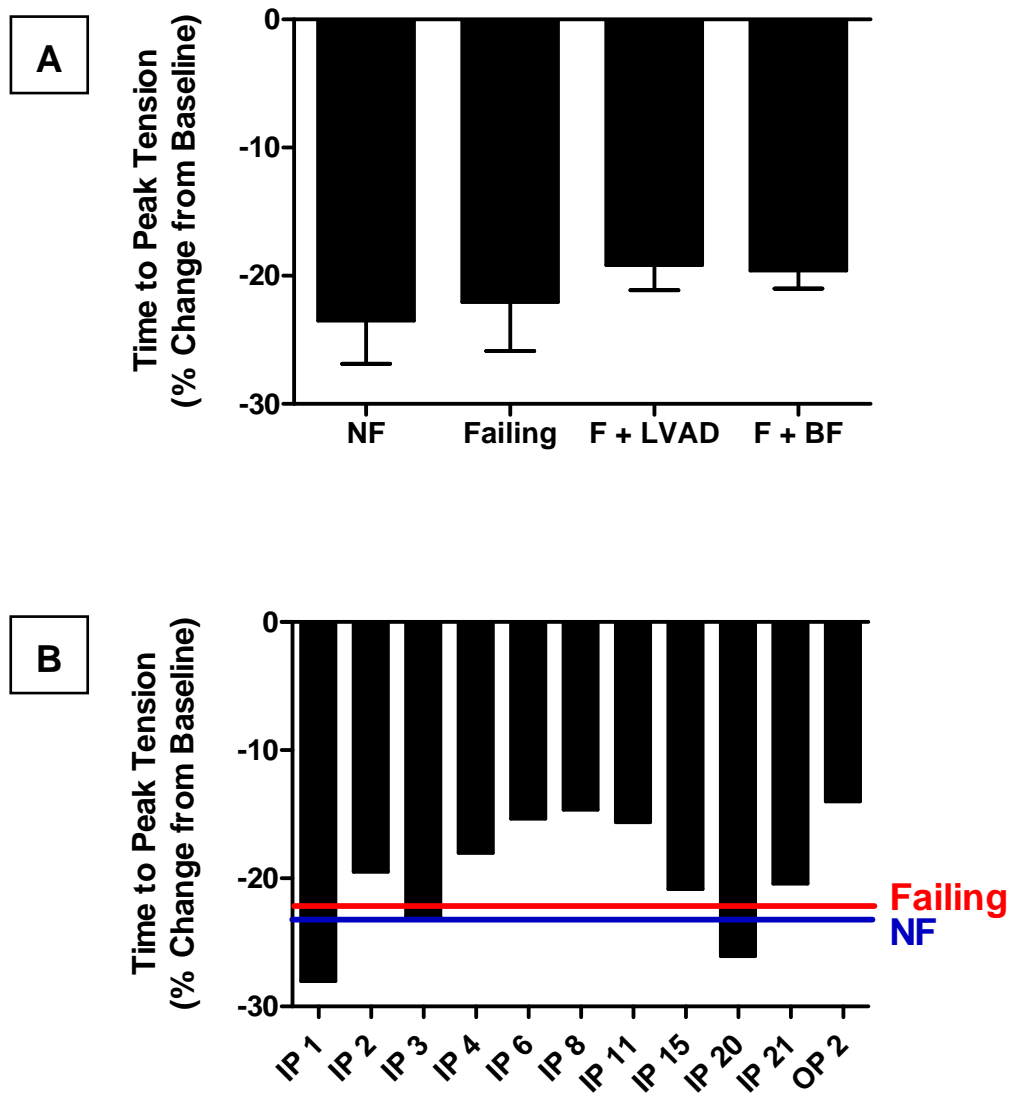 A
Time to Peak Tension
(% Change from Baseline)
0
-10
-20
-30
NF
Failing
F + LVAD
F + BF
B
Time to Peak Tension
(% Change from Baseline)
0
-10
-20
-30
Failing
NF
IP 1
IP 2
IP 3
IP 4
IP 6
IP 8
IP 11
IP 15
IP 20
IP 21
OP 2